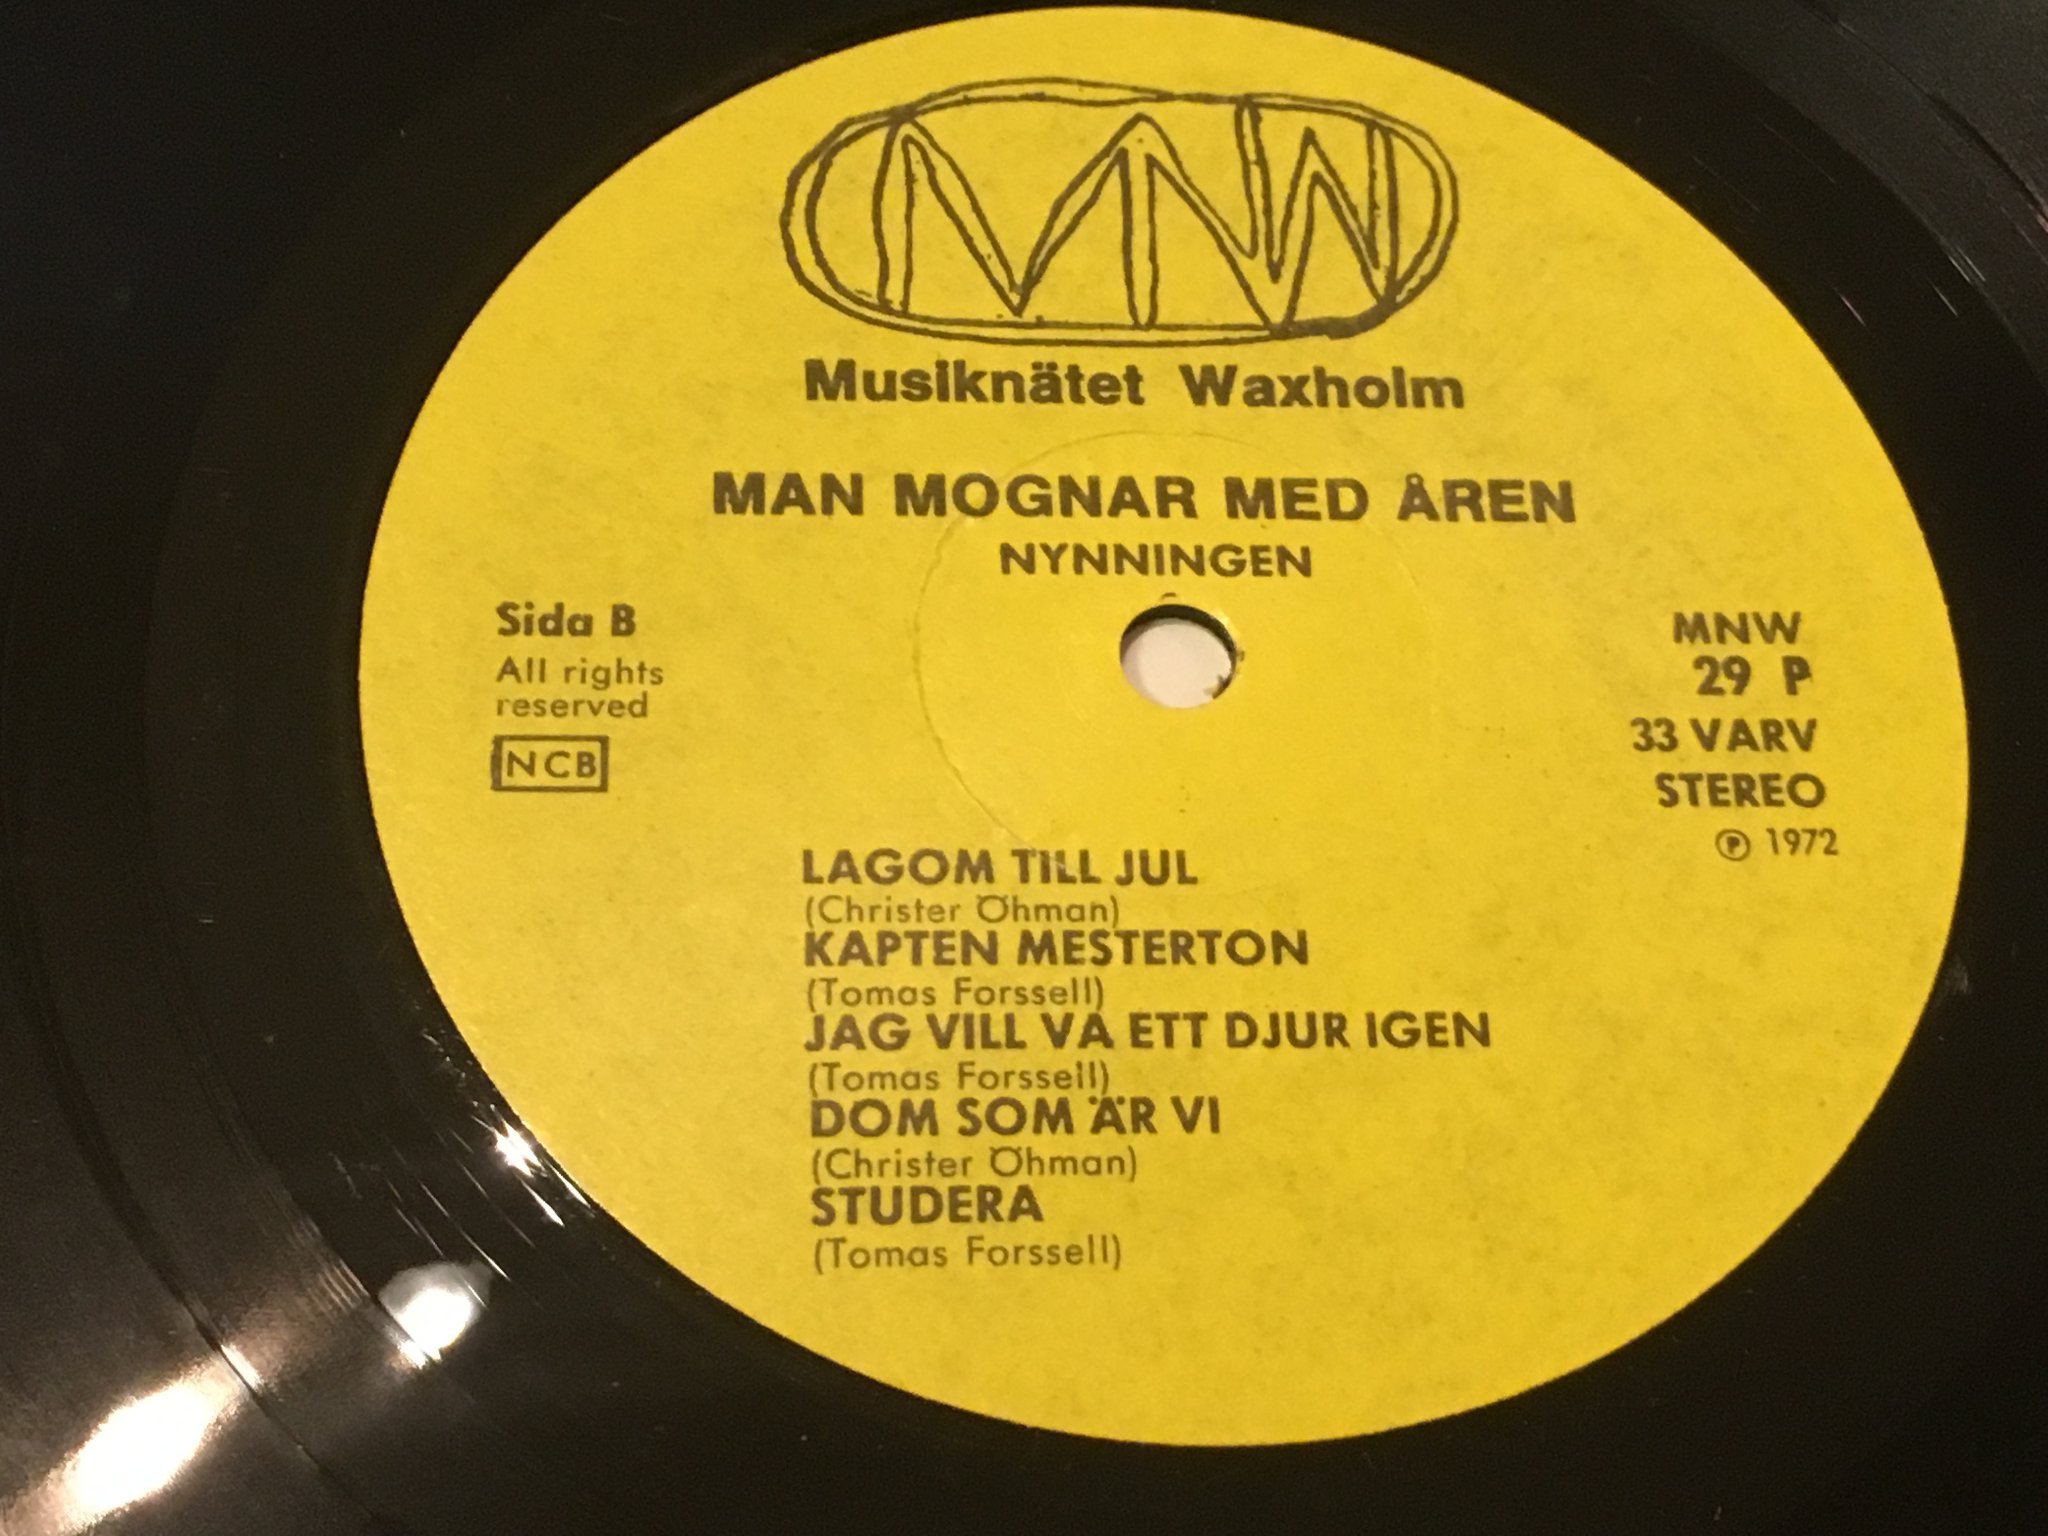 MNW
Musiknätet Waxholm
MAN MOGNAR MED ÅREN
NYNNINGEN
Sida B
All rights
reserved
NCB
MNW
29 P
33 VARV
STEREO
Ⓟ 1972
LAGOM TILL JUL
(Christer Öhman)
KAPTEN MESTERTON
(Tomas Forssell)
JAG VILL VA ETT DJUR IGEN
(Tomas Forssell)
DOM SOM ÄR VI
(Christer Öhman)
STUDERA
(Tomas Forssell)